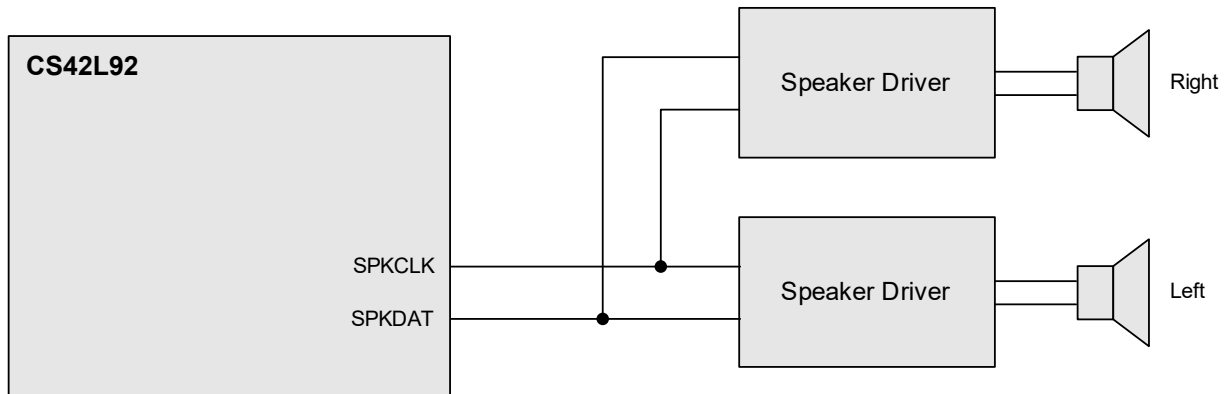 CS42L92
Speaker Driver
Right
SPKCLK
SPKDAT
Speaker Driver
Left